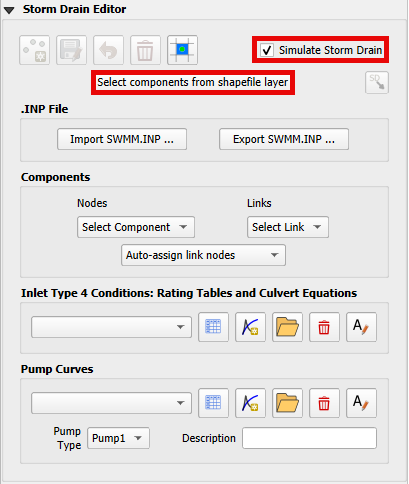 Storm Drain Editor
Simulate Storm Drain
Select components from shapefile layer
SD
.INP File
Import SWMM.INP ...
Export SWMM.INP ...
Components
Nodes
Links
Select Component
Select Link
Auto-assign link nodes
Inlet Type 4 Conditions: Rating Tables and Culvert Equations
A
Pump Curves
A
Pump
Type
Pump1
Description